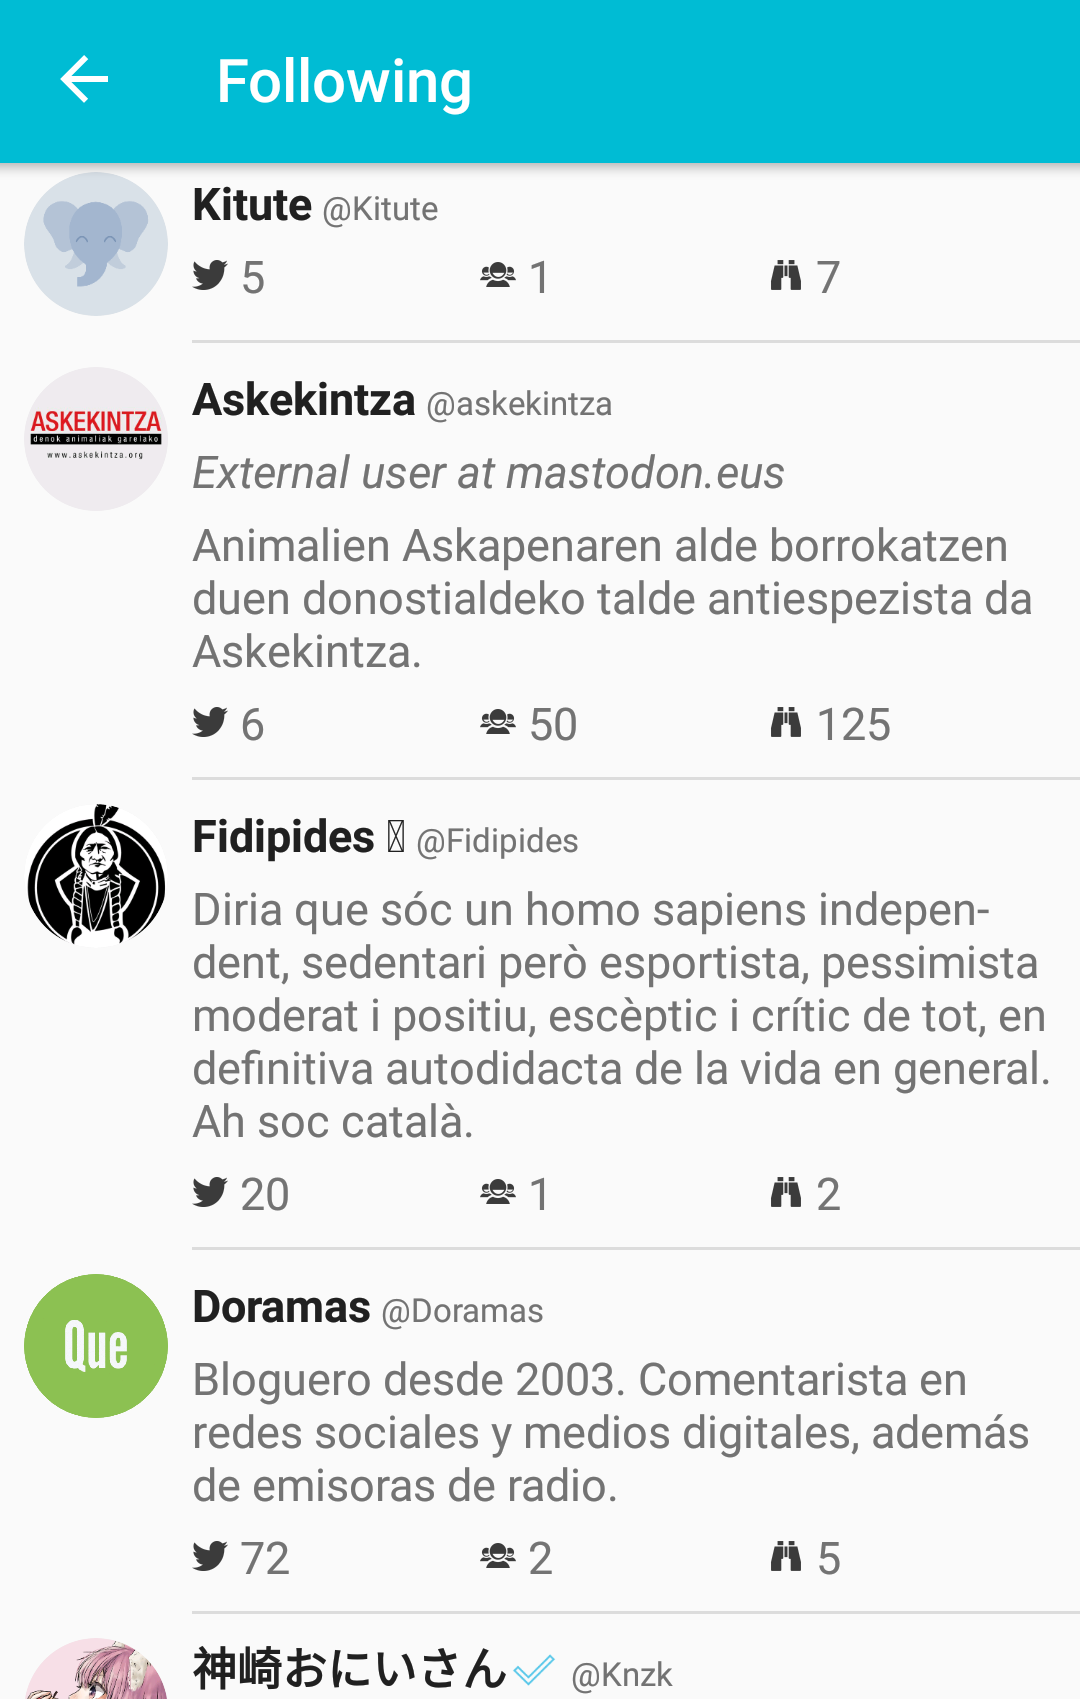 Following
Kitute @Kitute
5 1 7
ASKEKINTZA
denok animaliak garelako
www.askekintza.org
Askekintza @askekintza
External user at mastodon.eus
Animalien Askapenaren alde borrokatzen
duen donostialdeko talde antiespezista da
Askekintza.
6 50 125
Fidipides @Fidipides
Diria que sóc un homo sapiens indepen-
dent, sedentari però esportista, pessimista
moderat i positiu, escèptic i crític de tot, en
definitiva autodidacta de la vida en general.
Ah soc català.
20 1 2
Que
Doramas @Doramas
Bloguero desde 2003. Comentarista en
redes sociales y medios digitales, además
de emisoras de radio.
72 2 5
神崎おにいさん @Knzk